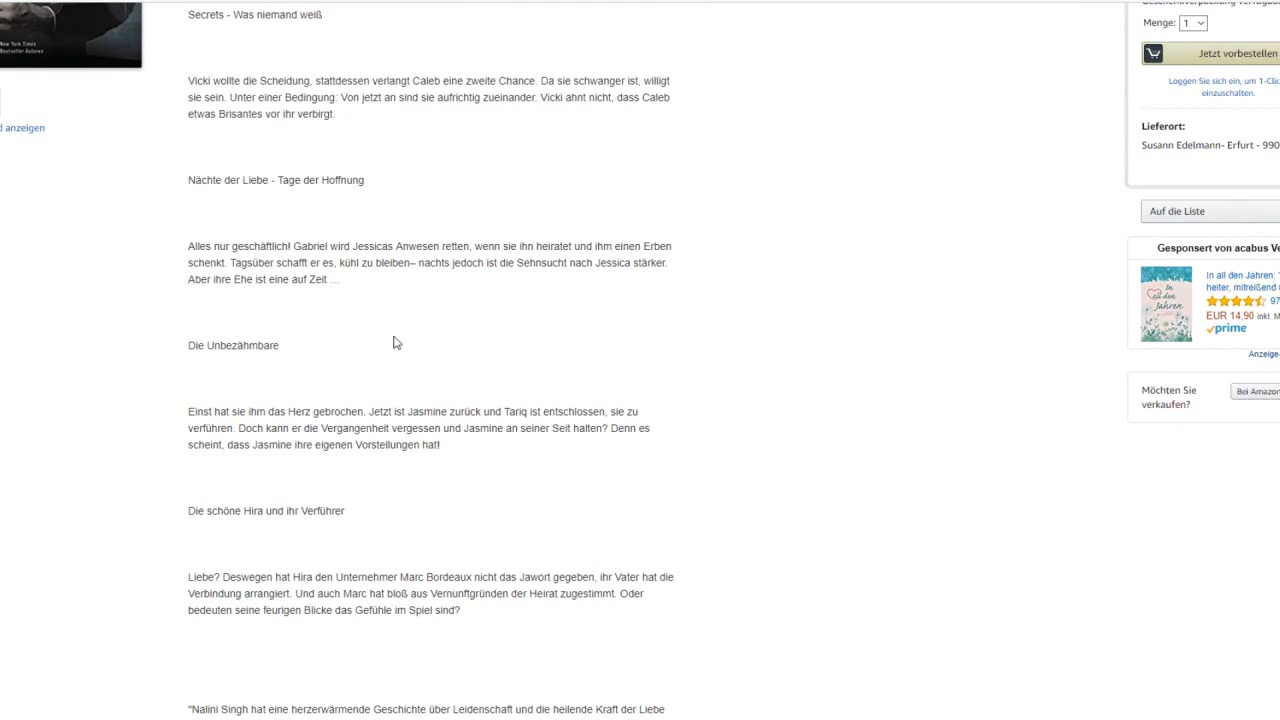 Secrets - Was niemand weiß
New York Times
Bestseller Autorin
Vicki wollte die Scheidung, stattdessen verlangt Caleb eine zweite Chance. Da sie schwanger ist, willigt
sie sein. Unter einer Bedingung: Von jetzt an sind sie aufrichtig zueinander. Vicki ahnt nicht, dass Caleb
etwas Brisantes vor ihr verbirgt.
d anzeigen
Nächte der Liebe - Tage der Hoffnung
Alles nur geschäftlich! Gabriel wird Jessicas Anwesen retten, wenn sie ihn heiratet und ihm einen Erben
schenkt. Tagsüber schafft er es, kühl zu bleiben– nachts jedoch ist die Sehnsucht nach Jessica stärker.
Aber ihre Ehe ist eine auf Zeit …
Die Unbezähmbare
Einst hat sie ihm das Herz gebrochen. Jetzt ist Jasmine zurück und Tariq ist entschlossen, sie zu
verführen. Doch kann er die Vergangenheit vergessen und Jasmine an seiner Seit halten? Denn es
scheint, dass Jasmine ihre eigenen Vorstellungen hat!
Die schöne Hira und ihr Verführer
Liebe? Deswegen hat Hira den Unternehmer Marc Bordeaux nicht das Jawort gegeben, ihr Vater hat die
Verbindung arrangiert. Und auch Marc hat bloß aus Vernunftgründen der Heirat zugestimmt. Oder
bedeuten seine feurigen Blicke das Gefühle im Spiel sind?
"Nalini Singh hat eine herzerwärmende Geschichte über Leidenschaft und die heilende Kraft der Liebe
Menge: 1
Jetzt vorbestellen
Loggen Sie sich ein, um 1-Clic
einzuschalten.
Lieferort:
Susann Edelmann- Erfurt - 990
Auf die Liste
Gesponsert von acabus Ve
In all den Jahren
In all den Jahren: "
heiter, mitreißend
97
EUR 14,90 inkl. M
prime
Anzeige
Möchten Sie
verkaufen?
Bei Amazon